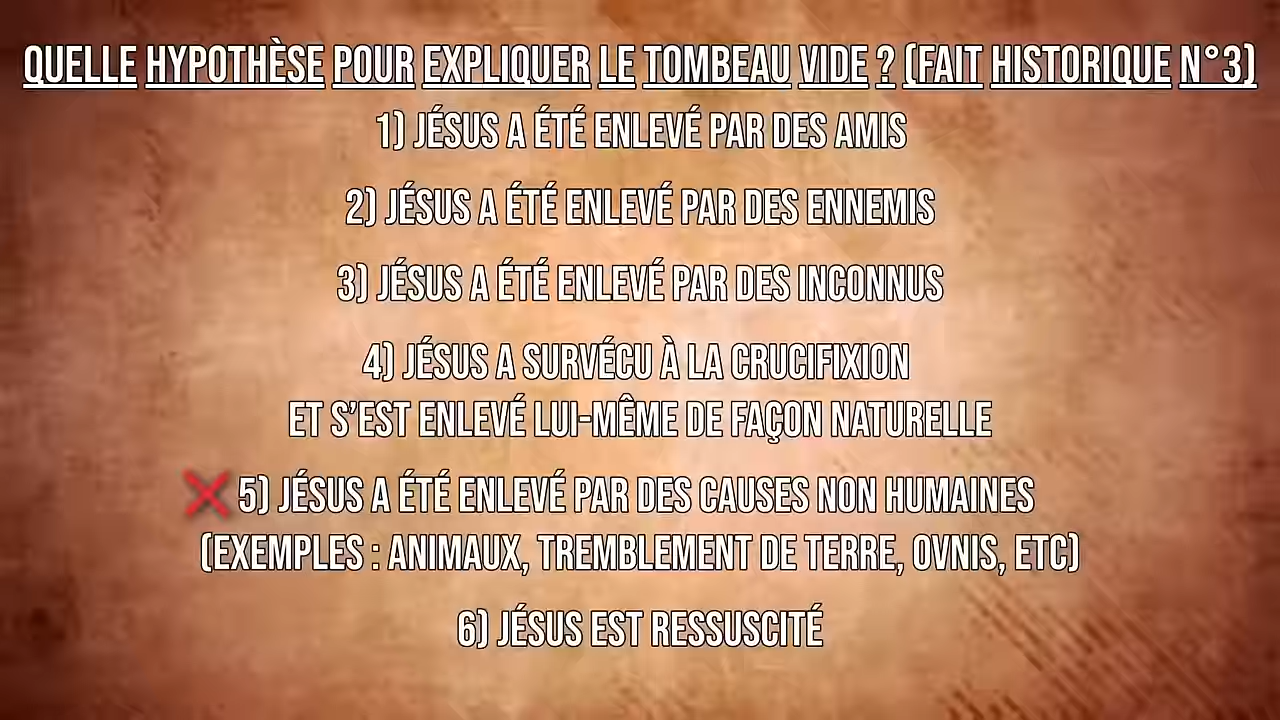 QUELLE HYPOTHÈSE POUR EXPLIQUER LE TOMBEAU VIDE ? (FAIT HISTORIQUE N°3)
1) JÉSUS A ÉTÉ ENLEVÉ PAR DES AMIS
2) JÉSUS A ÉTÉ ENLEVÉ PAR DES ENNEMIS
3) JÉSUS A ÉTÉ ENLEVÉ PAR DES INCONNUS
4) JÉSUS A SURVÉCU À LA CRUCIFIXION
ET S'EST ENLEVÉ LUI-MÊME DE FAÇON NATURELLE
❌ 5) JÉSUS A ÉTÉ ENLEVÉ PAR DES CAUSES NON HUMAINES
(EXEMPLES : ANIMAUX, TREMBLEMENT DE TERRE, OVNIS, ETC)
6) JÉSUS EST RESSUSCITÉ